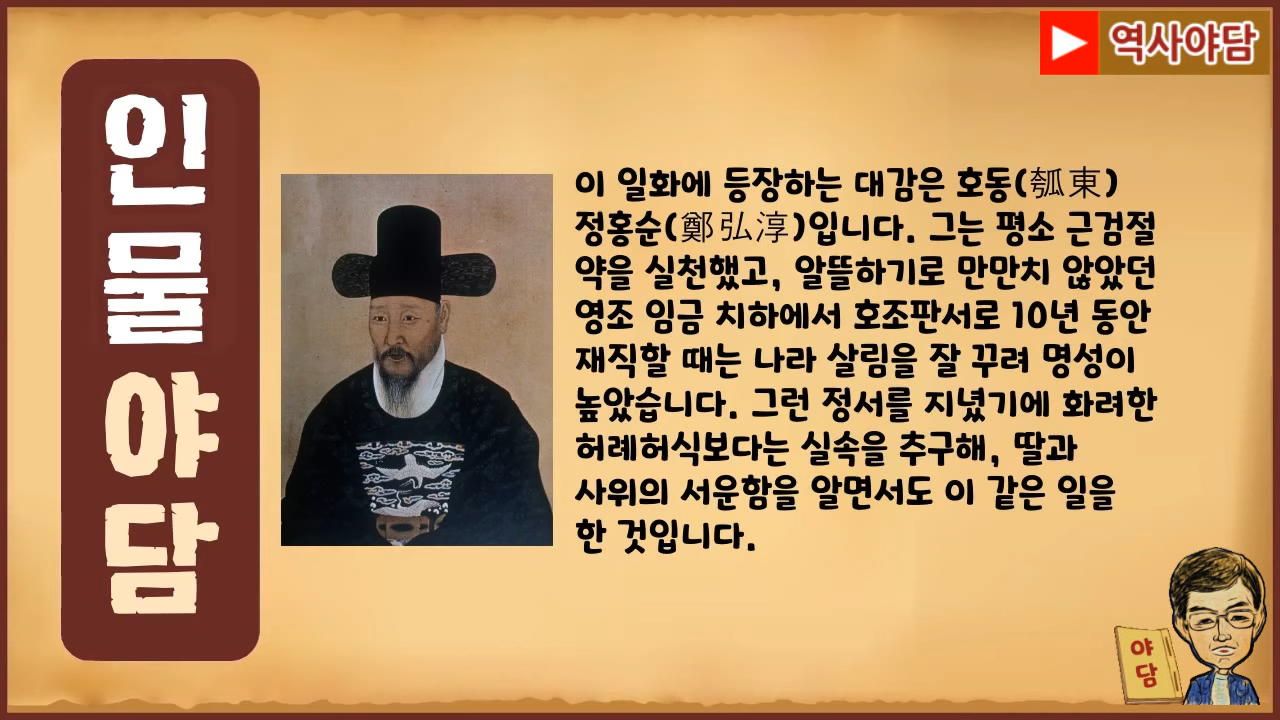 역사야담
인물야담
이 일화에 등장하는 대감은 호동(瓠東)
정홍순(鄭弘淳)입니다. 그는 평소 근검절
약을 실천했고, 알뜰하기로 만만치 않았던
영조 임금 치하에서 호조판서로 10년 동안
재직할 때는 나라 살림을 잘 꾸려 명성이
높았습니다. 그런 정서를 지녔기에 화려한
허례허식보다는 실속을 추구해, 딸과
사위의 서운함을 알면서도 이 같은 일을
한 것입니다.
야담